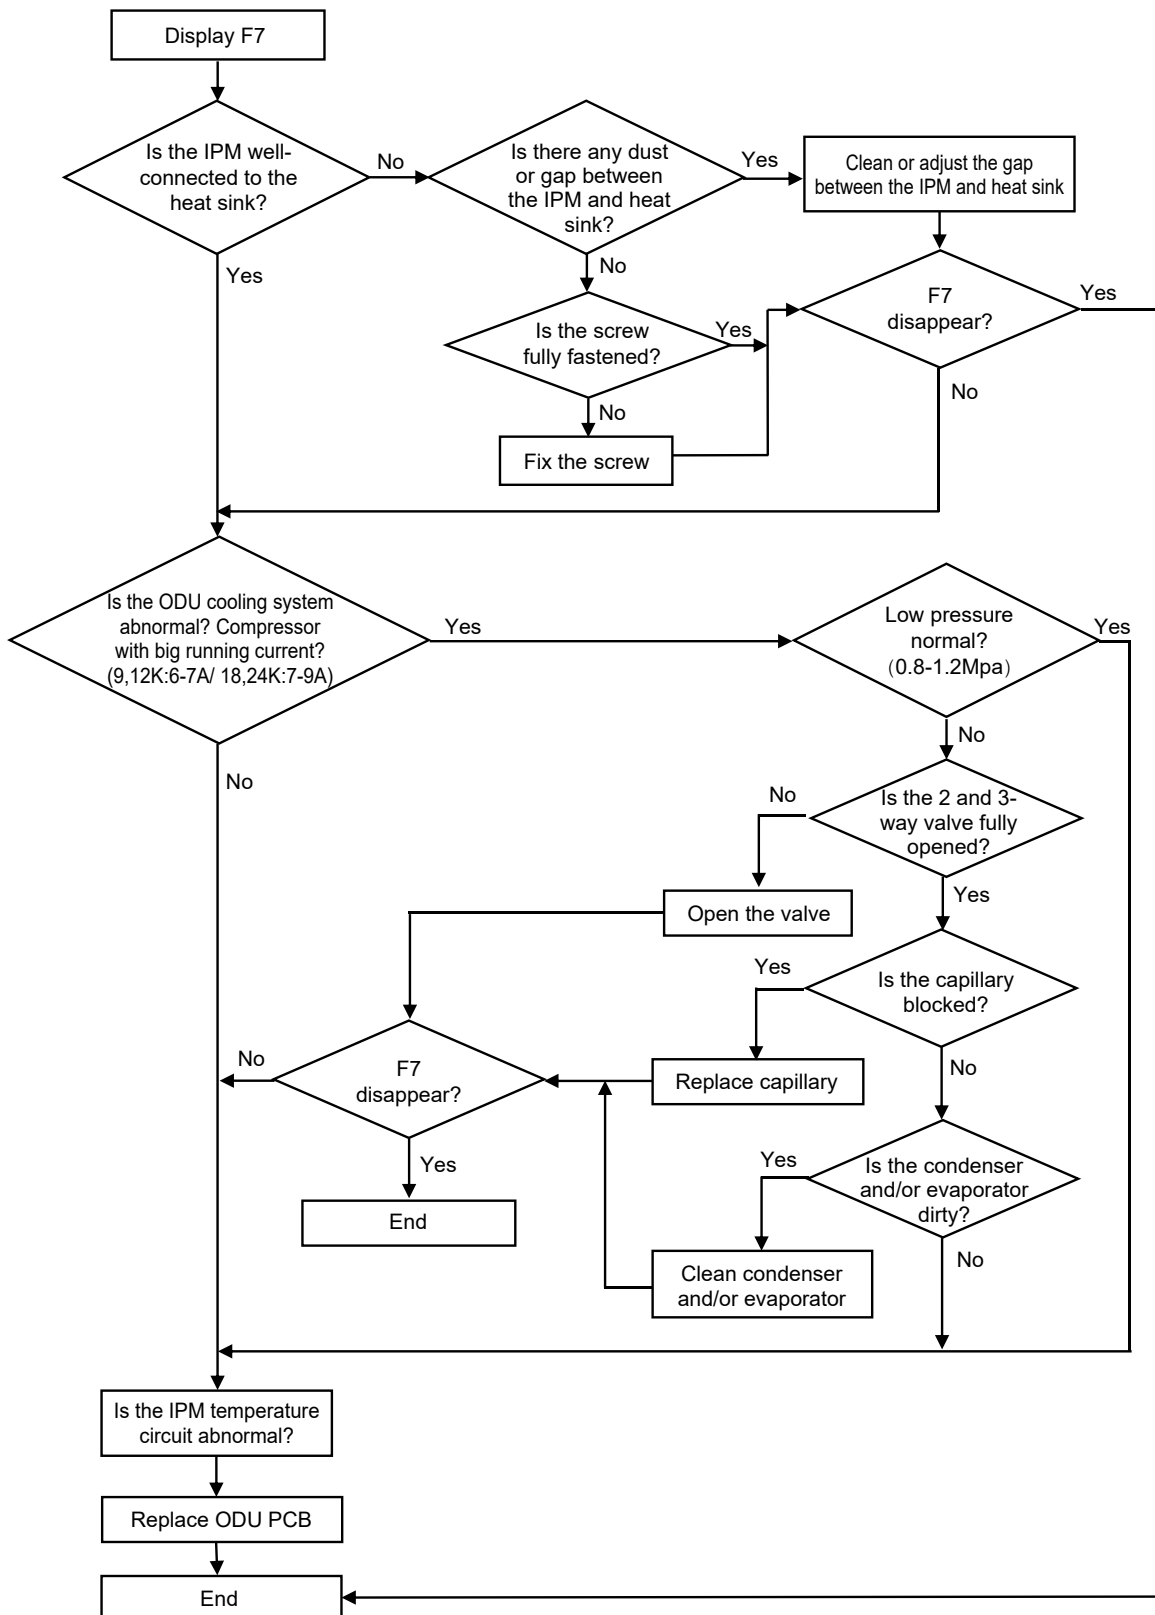 Display F7
Is the IPM well-
connected to the
heat sink?
No
Is there any dust
or gap between
the IPM and heat
sink?
Yes
Clean or adjust the gap
between the IPM and heat sink
Yes
No
F7
disappear?
Yes
Is the screw
fully fastened?
Yes
No
No
Fix the screw
Is the ODU cooling system
abnormal? Compressor
with big running current?
(9,12K:6-7A/ 18,24K:7-9A)
Yes
Low pressure
normal?
（0.8-1.2Mpa）
Yes
No
No
Is the 2 and 3-
way valve fully
opened?
No
Yes
Open the valve
Is the capillary
blocked?
Yes
No
Replace capillary
F7
disappear?
No
Yes
End
Is the condenser
and/or evaporator
dirty?
Yes
No
Clean condenser
and/or evaporator
Is the IPM temperature
circuit abnormal?
Replace ODU PCB
End